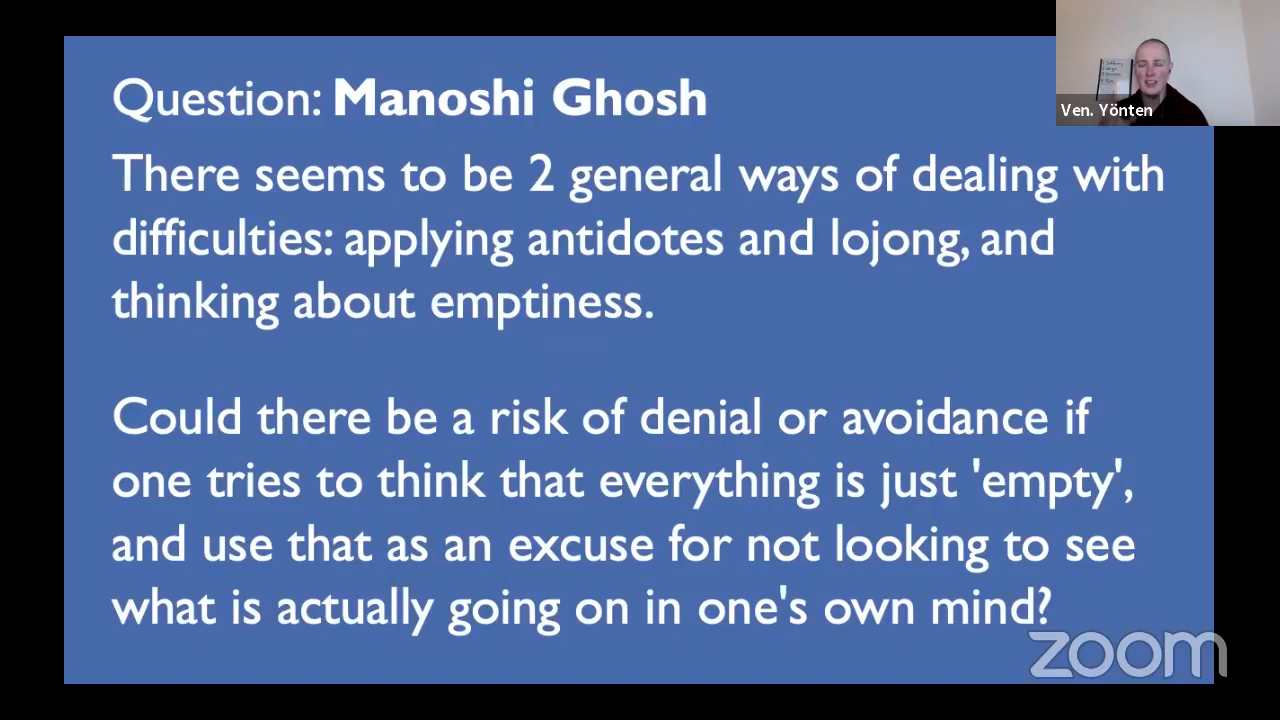 Question: Manoshi Ghosh
There seems to be 2 general ways of dealing with
difficulties: applying antidotes and lojong, and
thinking about emptiness.
Could there be a risk of denial or avoidance if
one tries to think that everything is just 'empty',
and use that as an excuse for not looking to see
what is actually going on in one's own mind?
Ven. Yönten
zoom